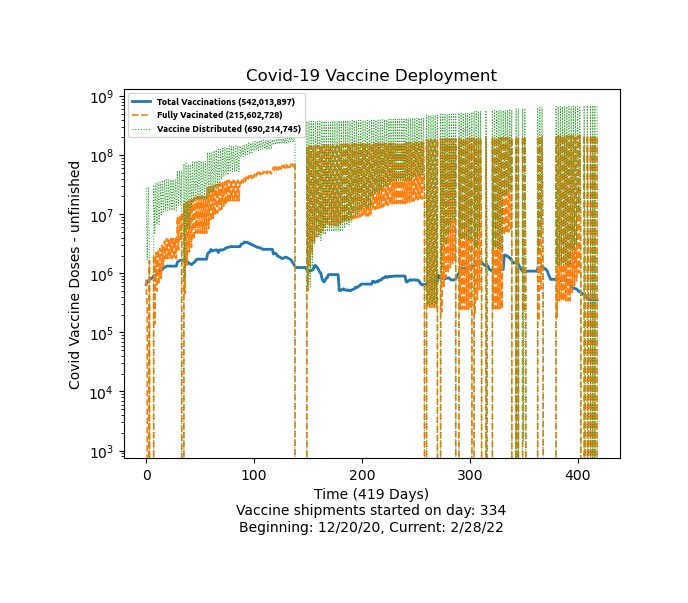 Covid-19 Vaccine Deployment
Total Vaccinations (542,013,897)
Fully Vacinated (215,602,728)
Vaccine Distributed (690,214,745)
Covid Vaccine Doses - unfinished
10⁹
10⁸
10⁷
10⁶
10⁵
10⁴
10³
0 100 200 300 400
Time (419 Days)
Vaccine shipments started on day: 334
Beginning: 12/20/20, Current: 2/28/22